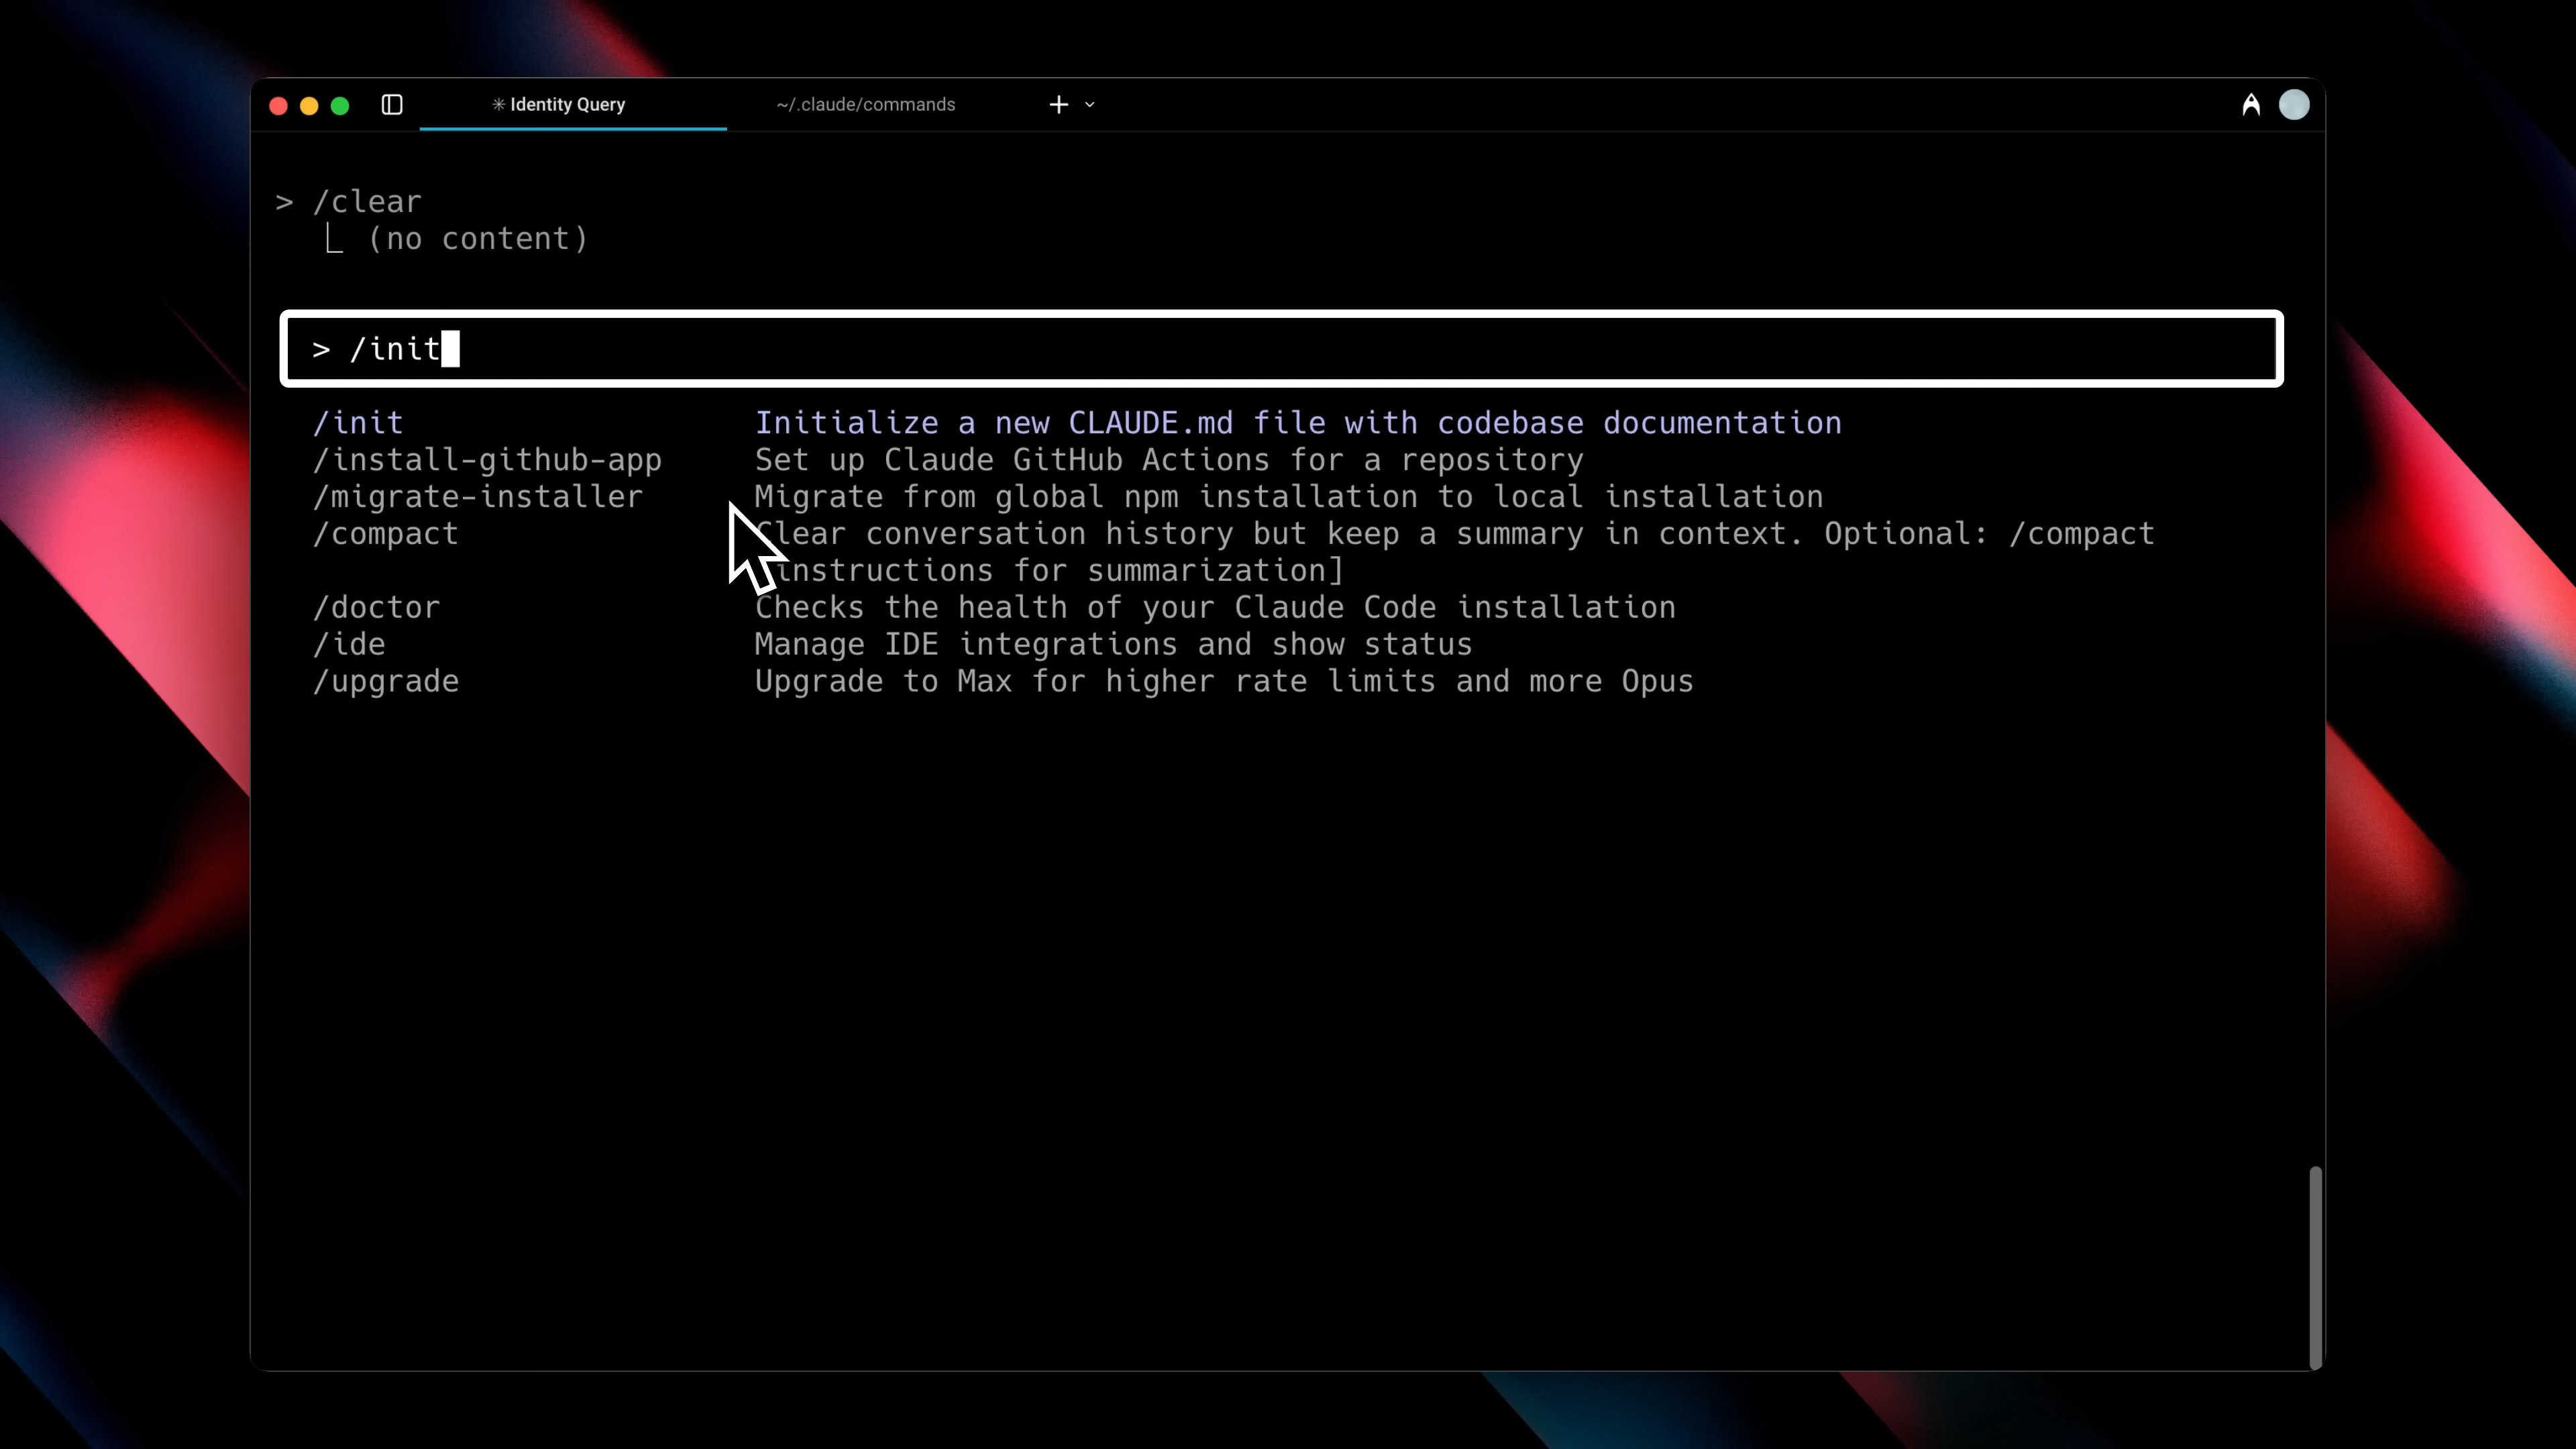 ✳ Identity Query
~/.claude/commands
> /clear
⎿ (no content)
> /init
/init Initialize a new CLAUDE.md file with codebase documentation
/install-github-app Set up Claude GitHub Actions for a repository
/migrate-installer Migrate from global npm installation to local installation
/compact Clear conversation history but keep a summary in context. Optional: /compact
instructions for summarization]
/doctor Checks the health of your Claude Code installation
/ide Manage IDE integrations and show status
/upgrade Upgrade to Max for higher rate limits and more Opus